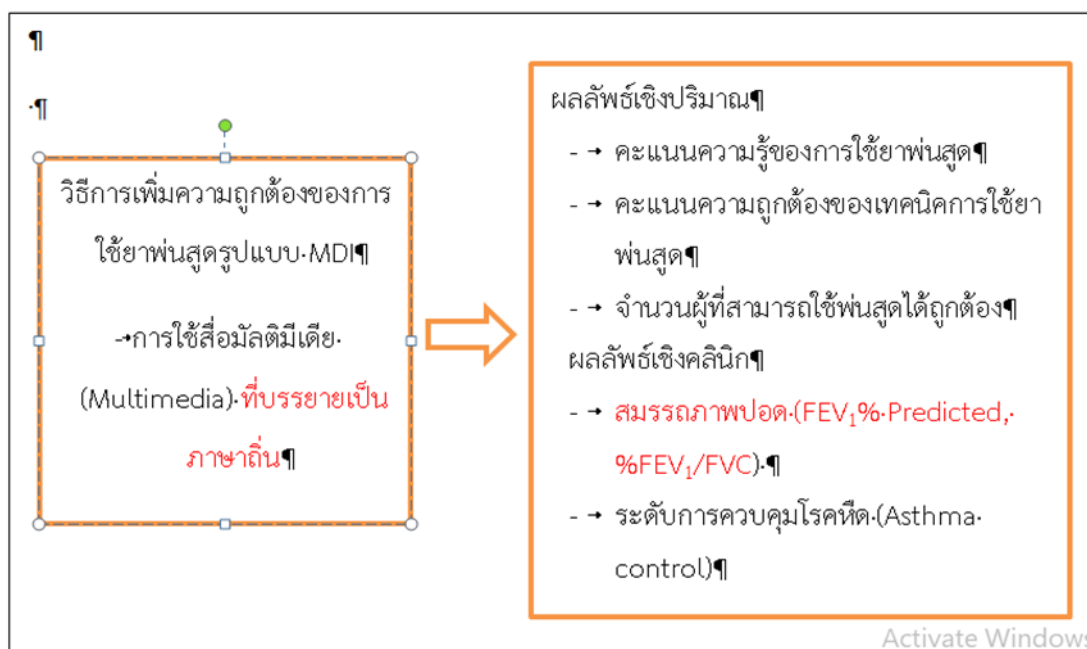 วิธีการเพิ่มความถูกต้องของการ
ใช้ยาพ่นสูดรูปแบบ MDI
การใช้สื่อมัลติมีเดีย
(Multimedia) ที่บรรยายเป็น
ภาษาถิ่น
ผลลัพธ์เชิงปริมาณ
- คะแนนความรู้ของการใช้ยาพ่นสูด
- คะแนนความถูกต้องของเทคนิคการใช้ยา
พ่นสูด
- จำนวนผู้ที่สามารถใช้พ่นสูดได้ถูกต้อง
ผลลัพธ์เชิงคลินิก
- สมรรถภาพปอด (FEV₁% Predicted,
%FEV₁/FVC)
- ระดับการควบคุมโรคหืด (Asthma
control)
Activate Windows